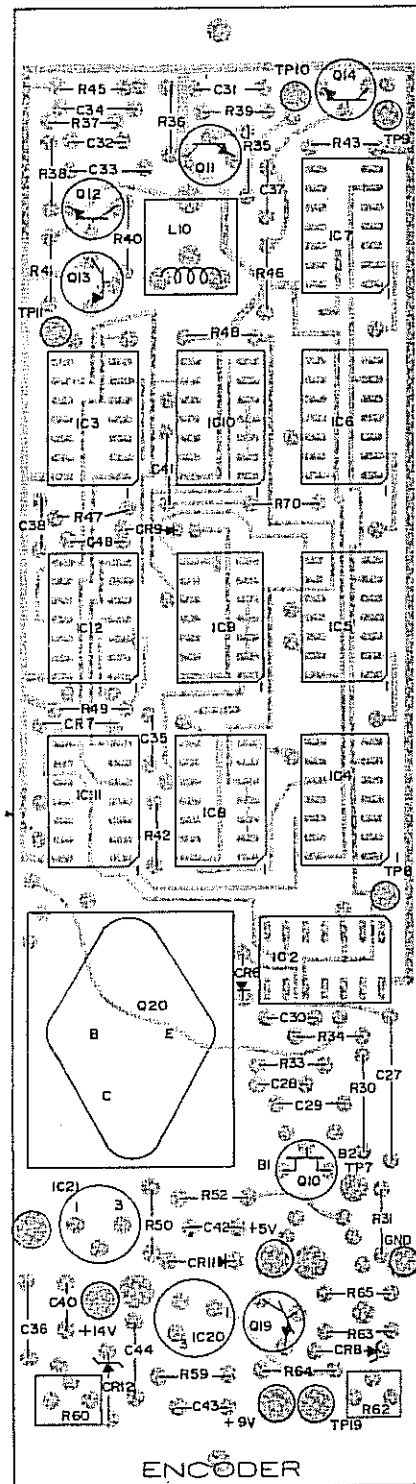 TP10 Q14
R45 C31
C34 R39
R37 R36 TP9
C32 R35 R43
C33 Q11
R38 C37
Q12 IC7
L10
R40
R41 Q13 R46
TP11
R48
IC3 IC10 IC6
C41
R70
C38 R47 CR9
C48
IC12 IC9 IC5
R49
CR7 C35
IC11 IC8 IC4
R42
TP8
IC2
CR6
Q20
B E
C
C30
R34
R33 C27
C28 R30
C29
B1 Q10 B2
TP7
IC21
1 3
R52 R50 R31
C42 +5V GND
CR11
C40 R65
C36 +14V C44 1 IC20 3 Q19 R63
CR8
CR12 R59 R64
R60 C43 R62
+9V TP19
ENCODER